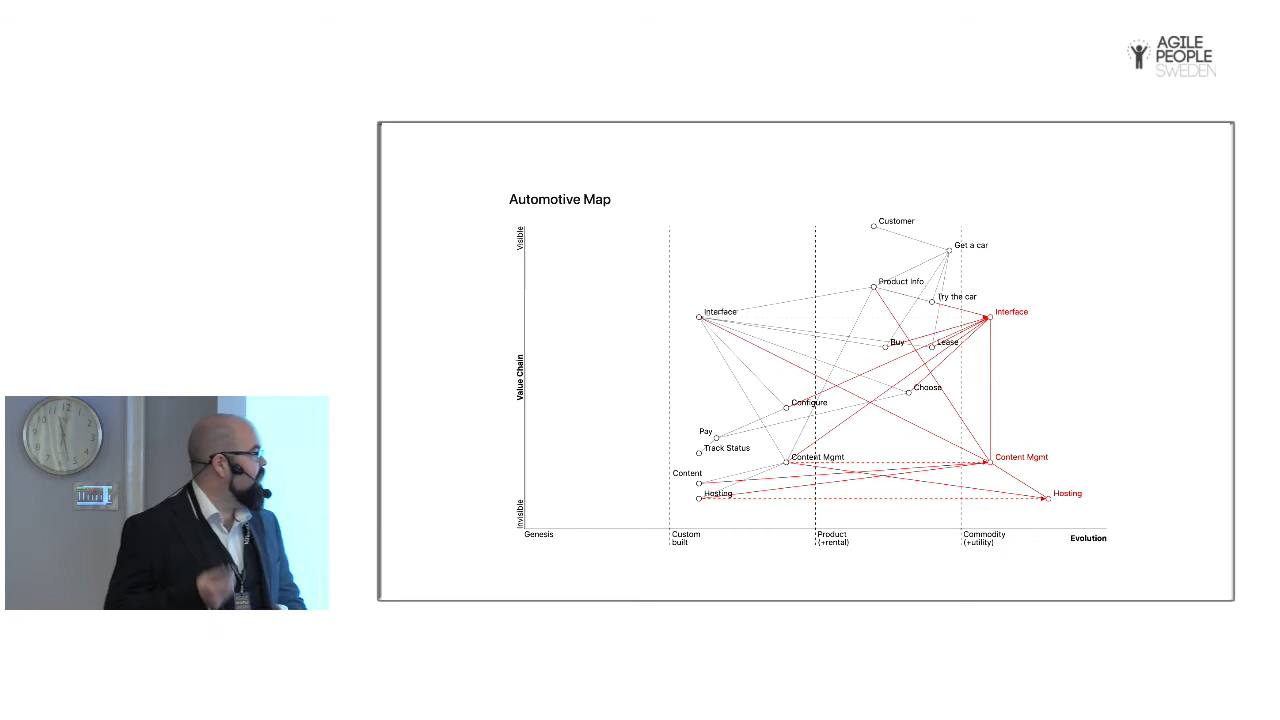 AGILE
PEOPLE
SWEDEN
Automotive Map
Visible
Value Chain
Invisible
Customer
Get a car
Product Info
Try the car
Interface
Interface
Buy
Lease
Choose
Configure
Pay
Track Status
Content Mgmt
Content Mgmt
Content
Hosting
Hosting
Genesis
Custom
built
Product
(+rental)
Commodity
(+utility)
Evolution